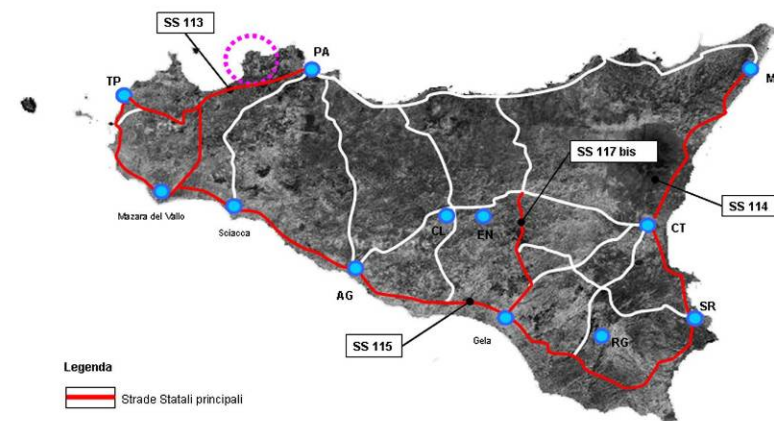 SS 113
PA
TP
ME
SS 117 bis
SS 114
Mazara del Vallo
Sciacca
CL
EN
CT
AG
SR
SS 115
Gela
RG
Legenda
Strade Statali principali